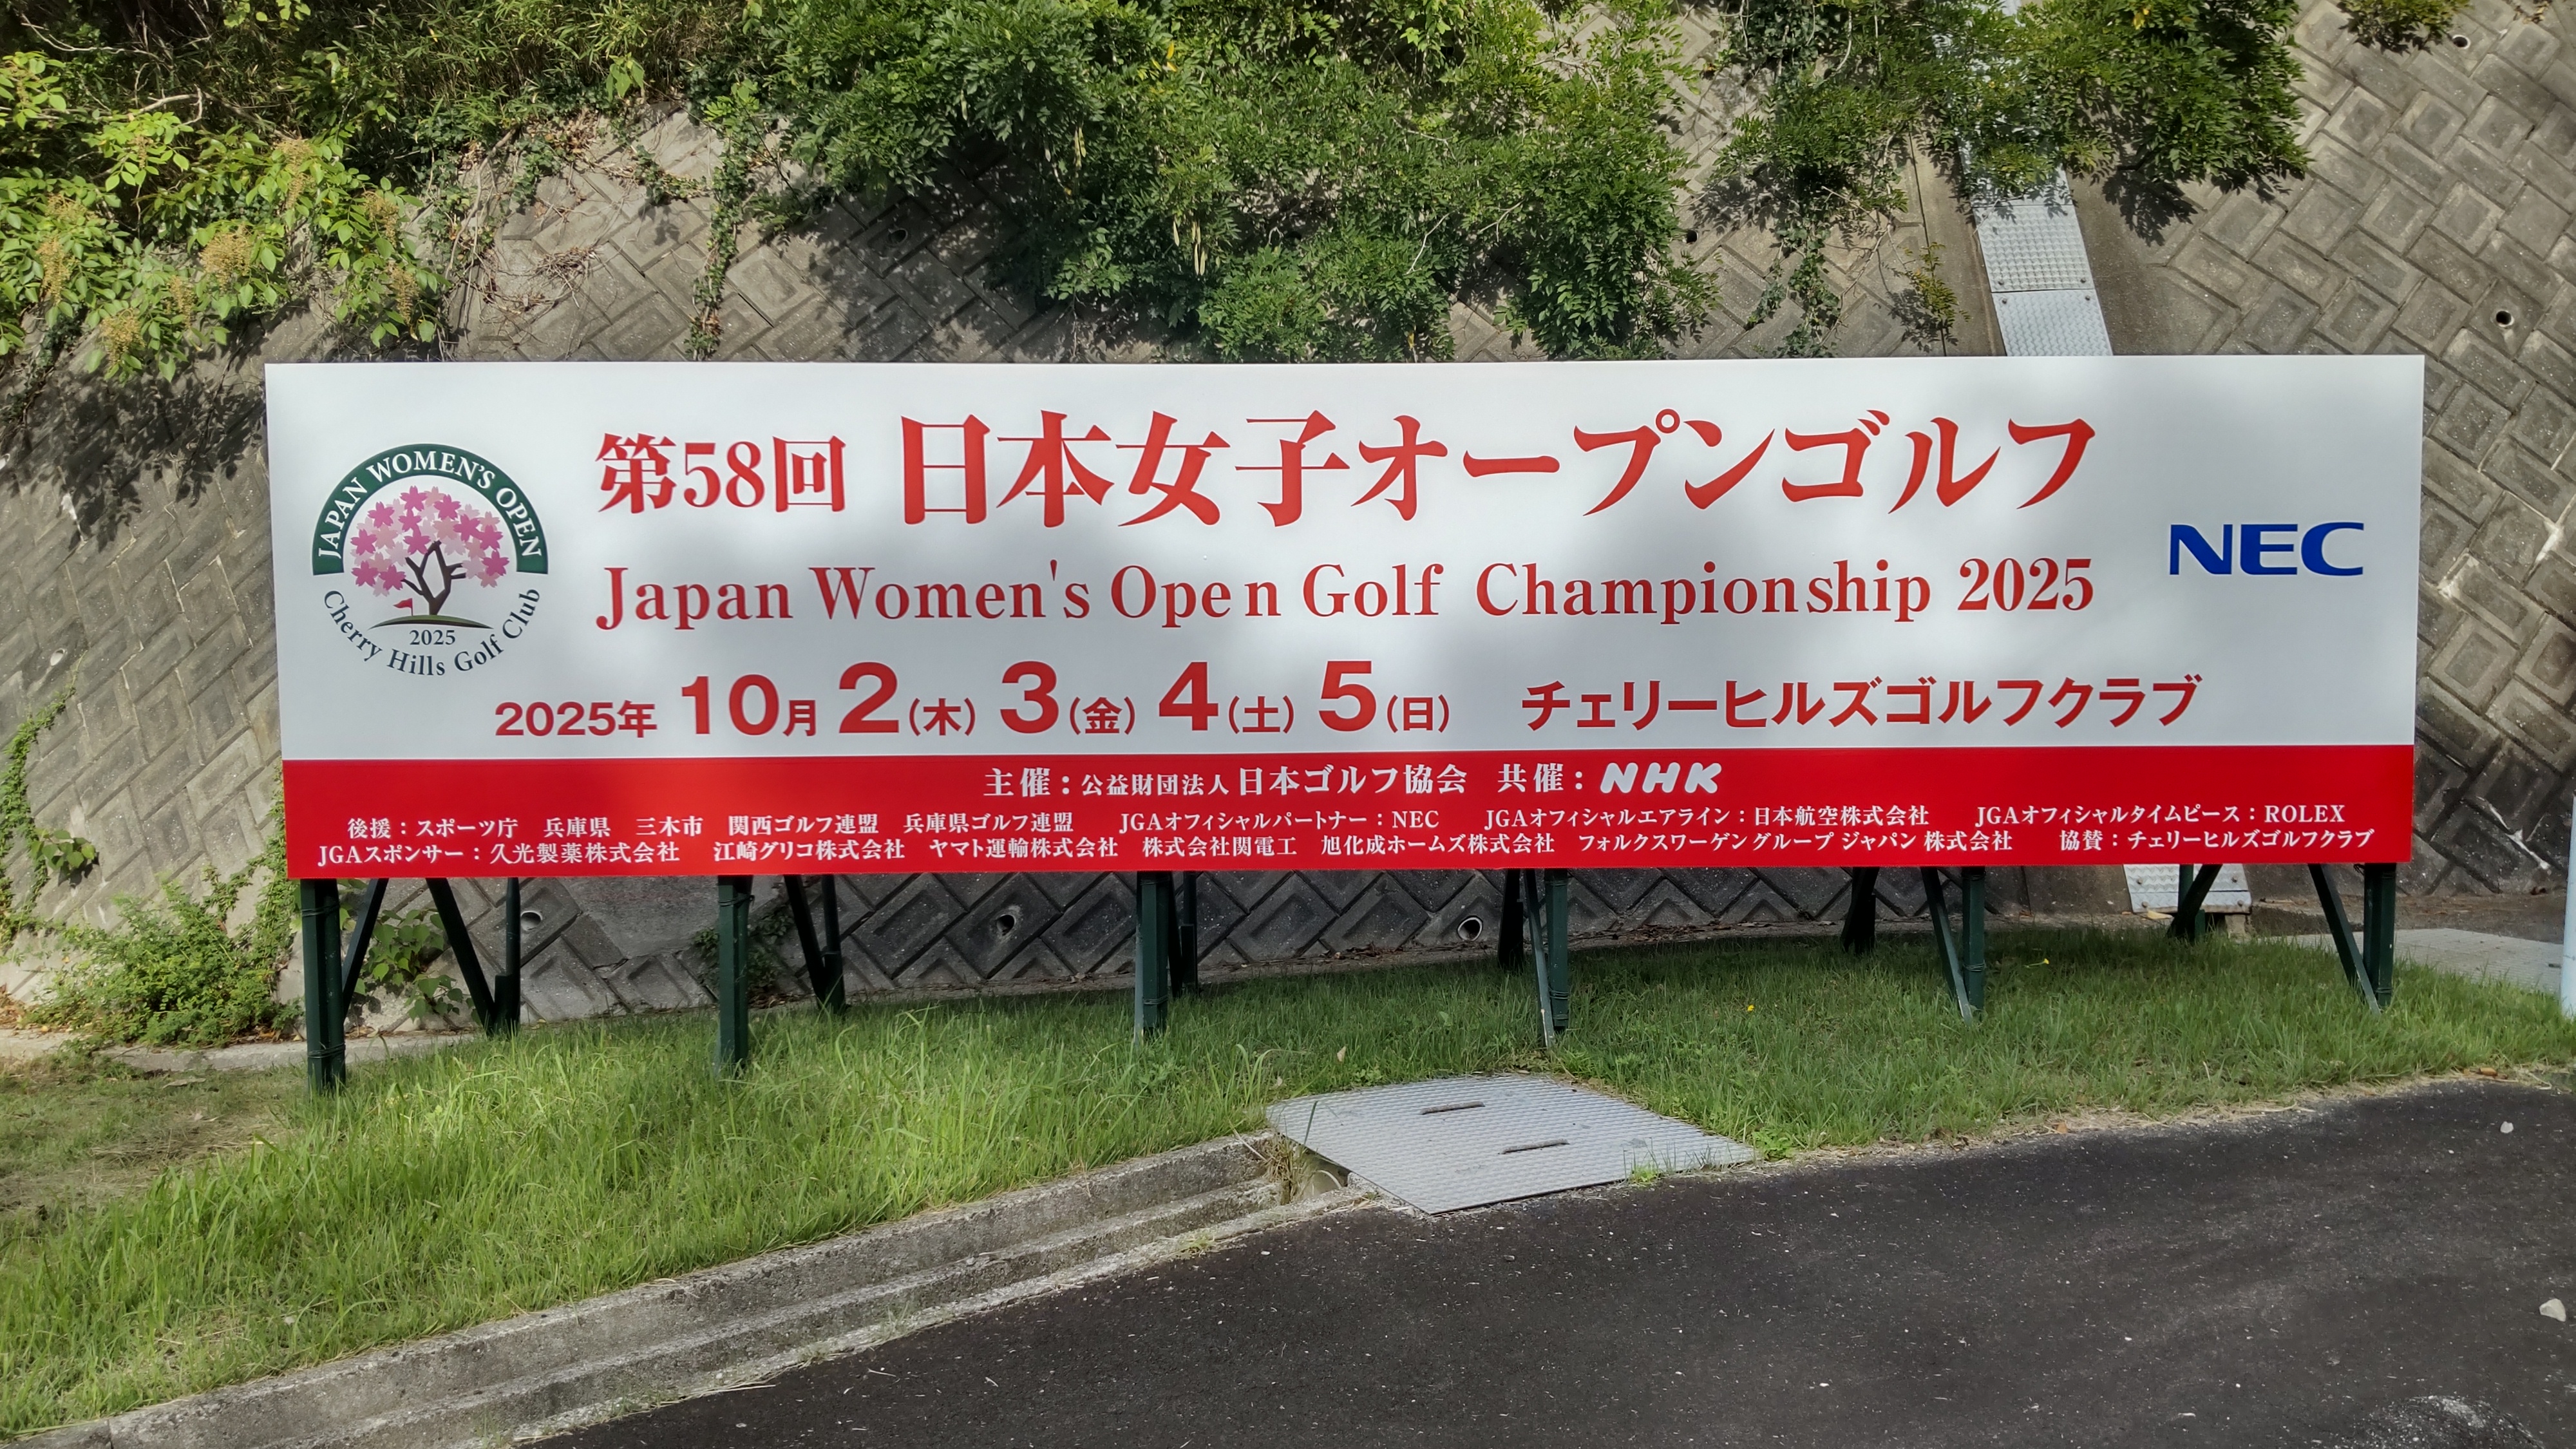 JAPAN WOMEN'S OPEN
2025
Cherry Hills Golf Club
第58回 日本女子オープンゴルフ
Japan Women's Open Golf Championship 2025
NEC
2025年 10月 2(木) 3(金) 4(土) 5(日) チェリーヒルズゴルフクラブ
主催：公益財団法人 日本ゴルフ協会 共催：NHK
後援：スポーツ庁 兵庫県 三木市 関西ゴルフ連盟 兵庫県ゴルフ連盟 JGAオフィシャルパートナー：NEC JGAオフィシャルエアライン：日本航空株式会社 JGAオフィシャルタイムピース：ROLEX
JGAスポンサー：久光製薬株式会社 江崎グリコ株式会社 ヤマト運輸株式会社 株式会社関電工 旭化成ホームズ株式会社 フォルクスワーゲングループ ジャパン 株式会社 協賛：チェリーヒルズゴルフクラブ